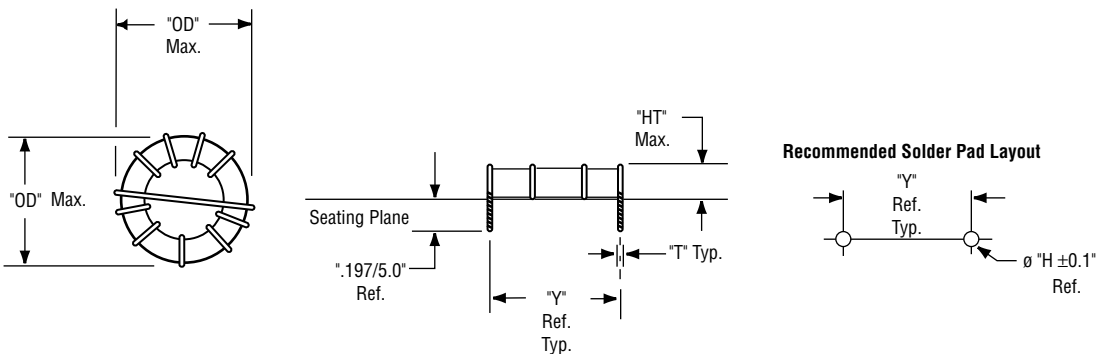 "OD"
Max.
"OD" Max.
"HT"
Max.
Seating Plane
".197/5.0"
Ref.
"T" Typ.
"Y"
Ref.
Typ.
Recommended Solder Pad Layout
"Y"
Ref.
Typ.
ø "H ±0.1"
Ref.